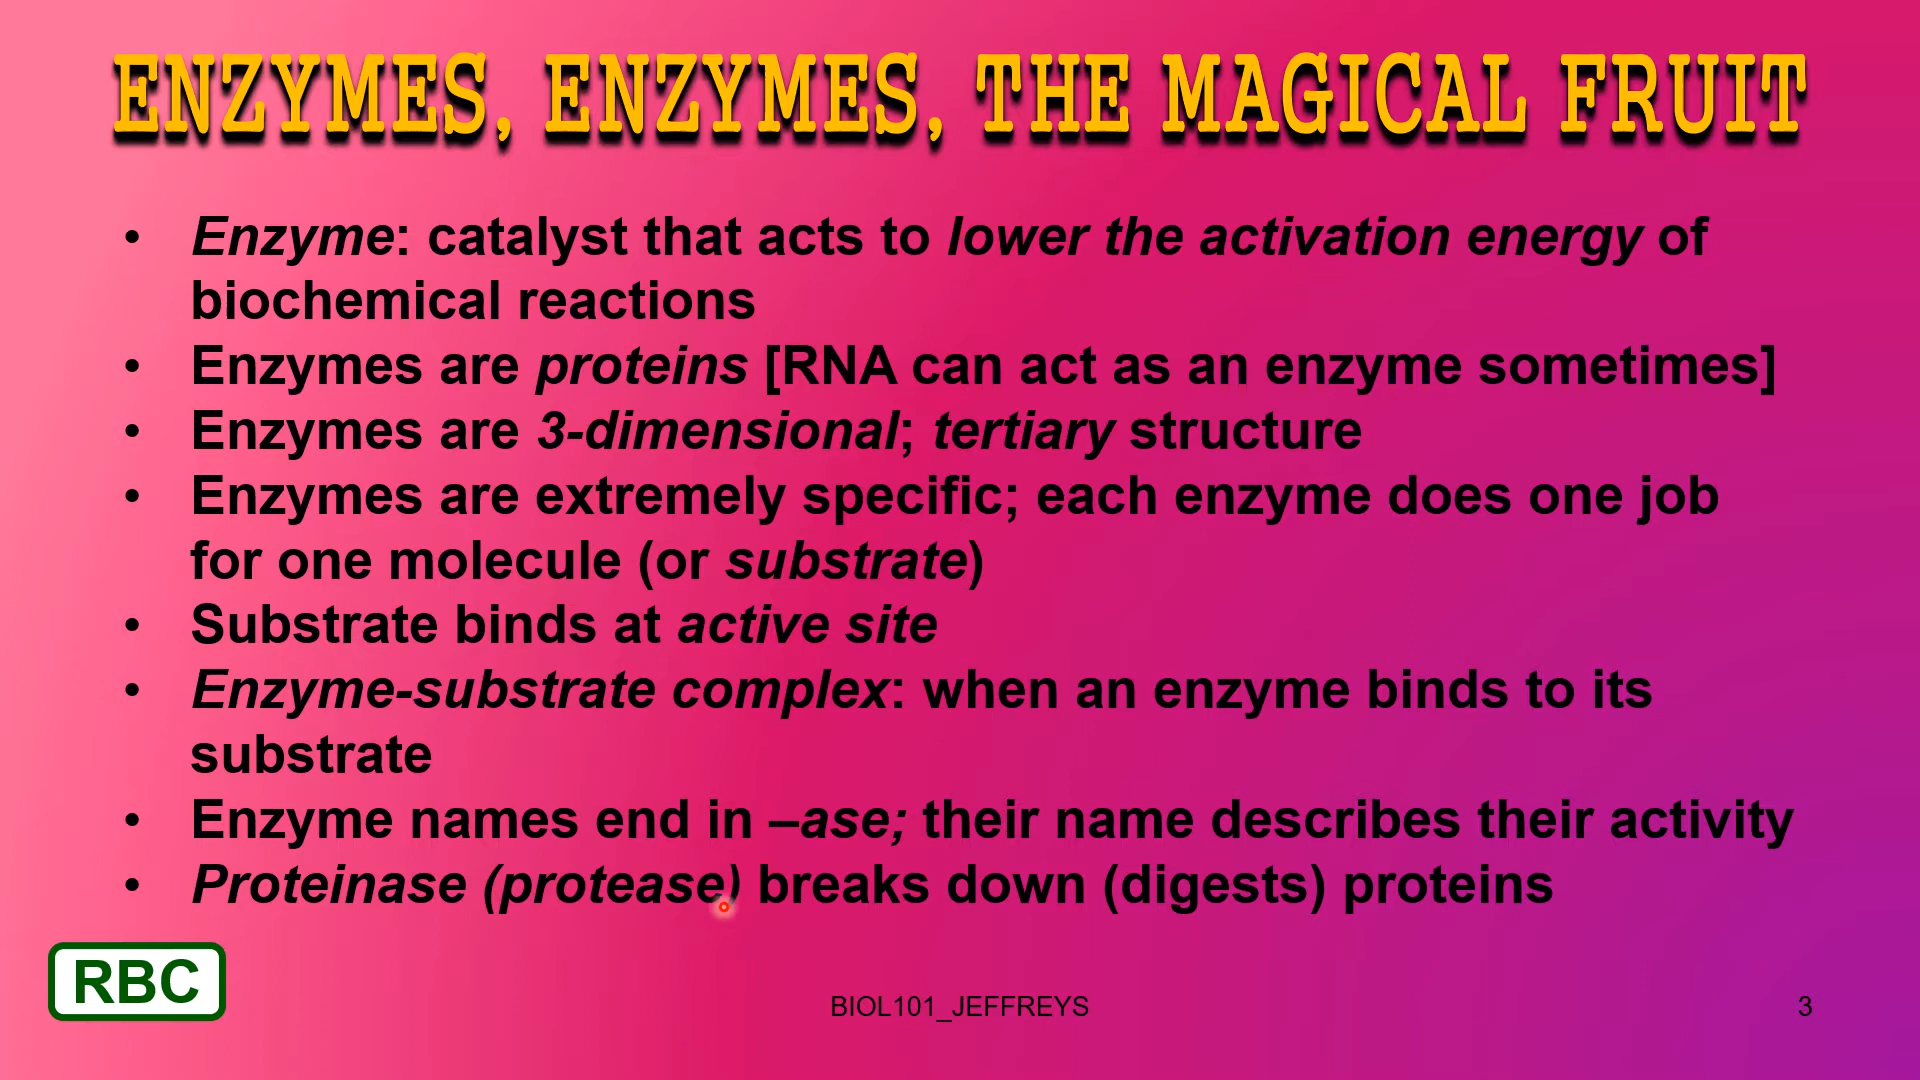 ENZYMES, ENZYMES, THE MAGICAL FRUIT
• Enzyme: catalyst that acts to lower the activation energy of
biochemical reactions
• Enzymes are proteins [RNA can act as an enzyme sometimes]
• Enzymes are 3-dimensional; tertiary structure
• Enzymes are extremely specific; each enzyme does one job
for one molecule (or substrate)
• Substrate binds at active site
• Enzyme-substrate complex: when an enzyme binds to its
substrate
• Enzyme names end in –ase; their name describes their activity
• Proteinase (protease) breaks down (digests) proteins
RBC
BIOL101_JEFFREYS
3